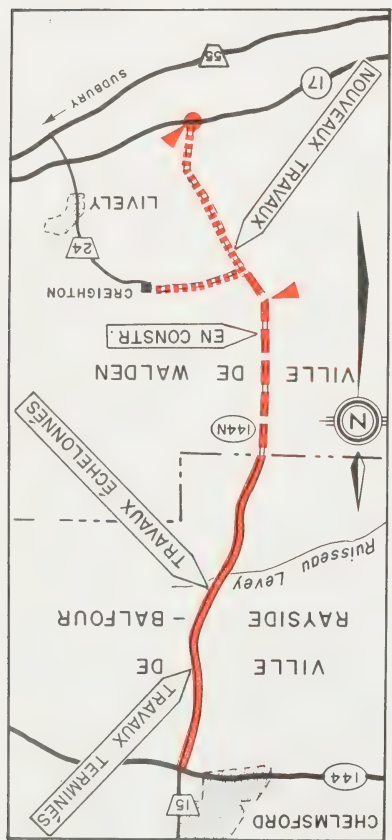 CHELMSFORD
144
15
TRAVAUX TERMINÉS
VILLE DE
RAYSIDE – BALFOUR
Ruisseau Levey
TRAVAUX ÉCHELONNÉS
N
144N
VILLE DE WALDEN
EN CONSTR.
CREIGHTON
24
LIVELY
NOUVEAUX TRAVAUX
17
55
SUDBURY